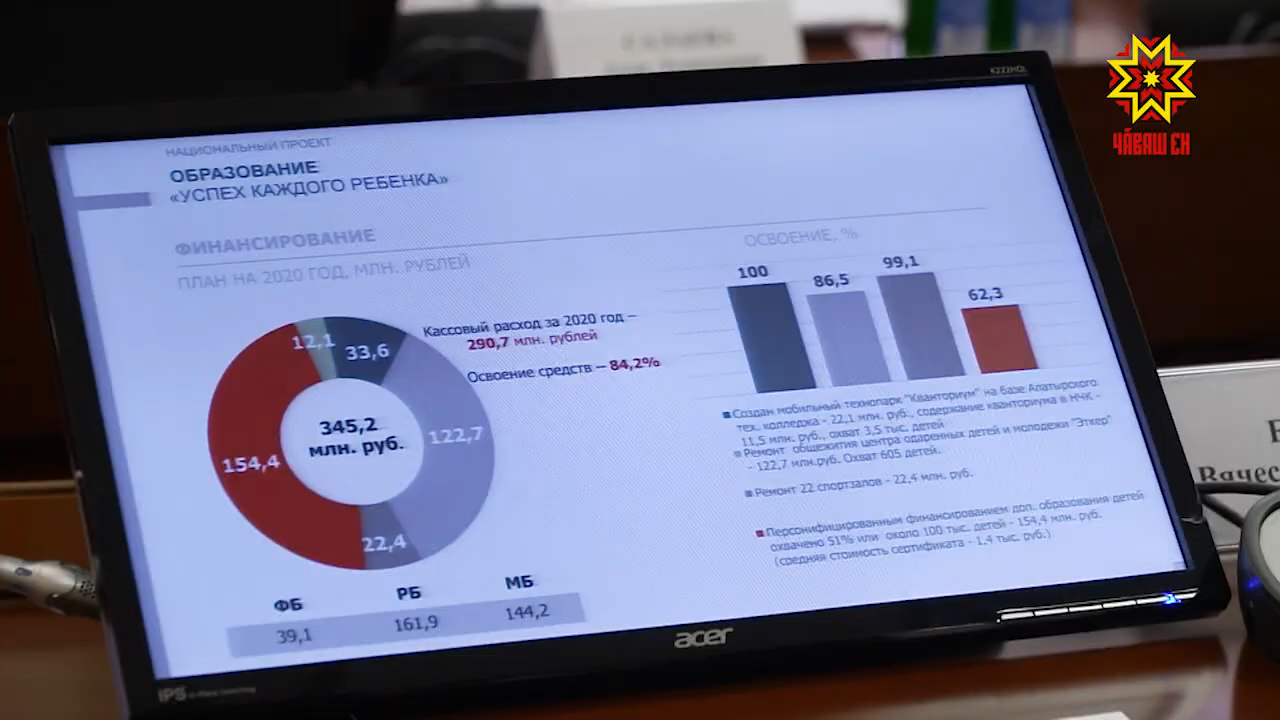 K222HQL
ЧӐВАШ ЕН
НАЦИОНАЛЬНЫЙ ПРОЕКТ
ОБРАЗОВАНИЕ
«УСПЕХ КАЖДОГО РЕБЕНКА»
ФИНАНСИРОВАНИЕ
ПЛАН НА 2020 ГОД, МЛН. РУБЛЕЙ
12,1
33,6
122,7
154,4
22,4
345,2
млн. руб.
Кассовый расход за 2020 год –
290,7 млн. рублей
Освоение средств – 84,2%
ФБ РБ МБ
39,1 161,9 144,2
ОСВОЕНИЕ, %
100 86,5 99,1 62,3
Создан мобильный технопарк "Кванториум" на базе Алатырского
тех. колледжа - 22,1 млн. руб., содержание кванториума в НЧК -
11,5 млн. руб., охват 3,5 тыс. детей
Ремонт общежития центра одаренных детей и молодежи "Эткер"
- 122,7 млн.руб. Охват 605 детей.
Ремонт 22 спортзалов - 22,4 млн. руб.
Персонифицированным финансированием доп. образования детей
охвачено 51% или около 100 тыс. детей - 154,4 млн. руб.
(средняя стоимость сертификата - 1,4 тыс. руб.)
acer
IPS
Вячес